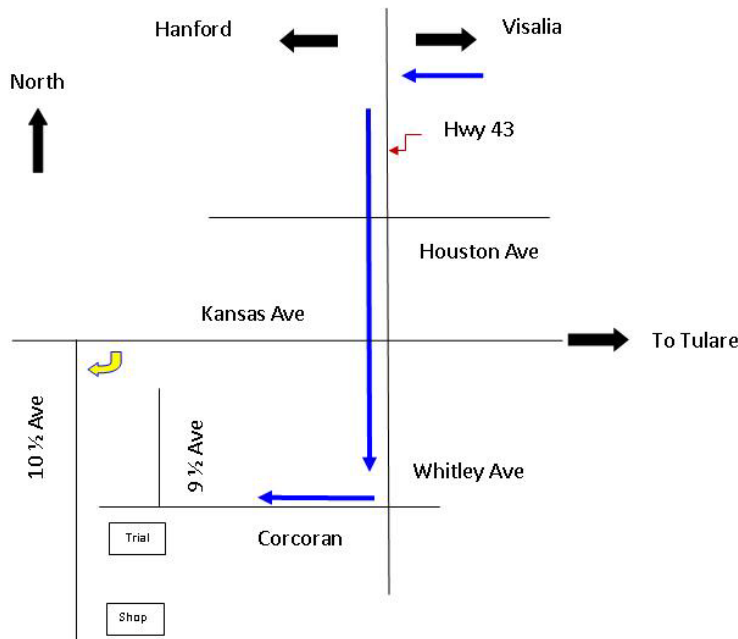 Hanford
Visalia
North
Hwy 43
Houston Ave
Kansas Ave
To Tulare
10 ½ Ave
9 ½ Ave
Whitley Ave
Trial
Corcoran
Shop